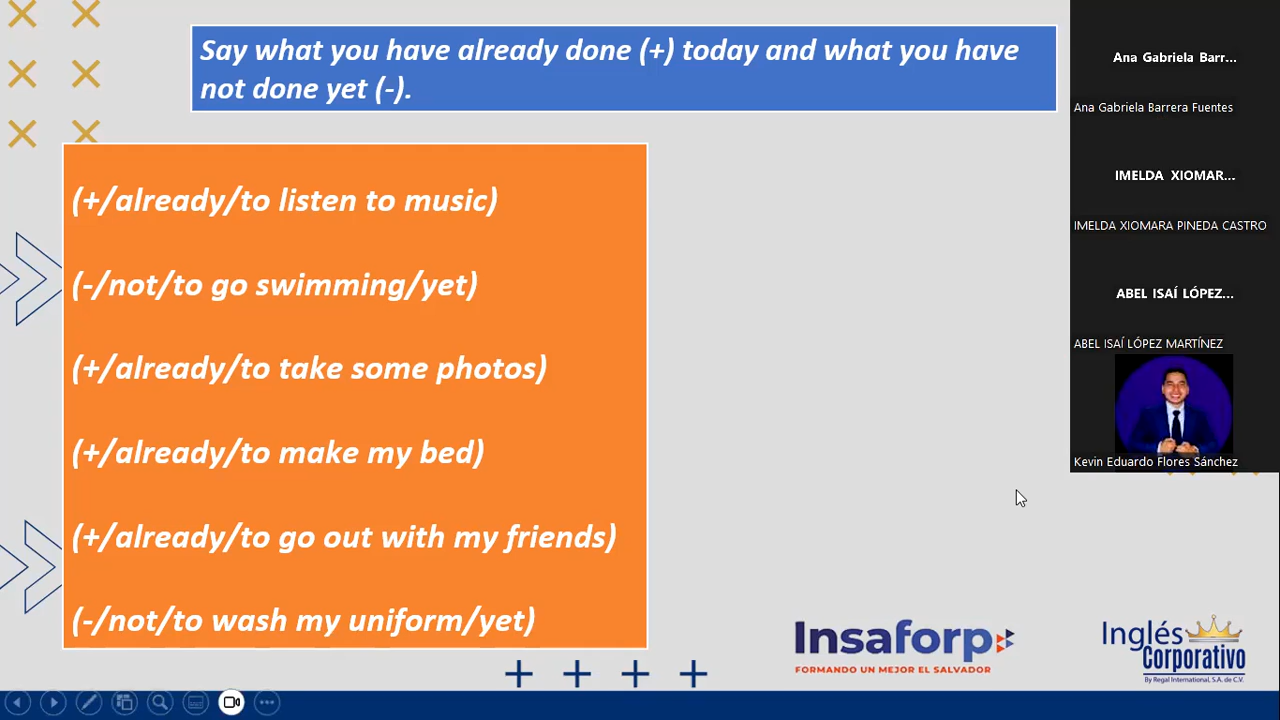 Say what you have already done (+) today and what you have
not done yet (-).
(+/already/to listen to music)
(-/not/to go swimming/yet)
(+/already/to take some photos)
(+/already/to make my bed)
(+/already/to go out with my friends)
(-/not/to wash my uniform/yet)
Ana Gabriela Barr...
Ana Gabriela Barrera Fuentes
IMELDA XIOMAR...
IMELDA XIOMARA PINEDA CASTRO
ABEL ISAÍ LÓPEZ...
ABEL ISAÍ LÓPEZ MARTÍNEZ
Kevin Eduardo Flores Sánchez
Insaforp
FORMANDO UN MEJOR EL SALVADOR
Inglés
Corporativo
By Regal International, S.A. de C.V.